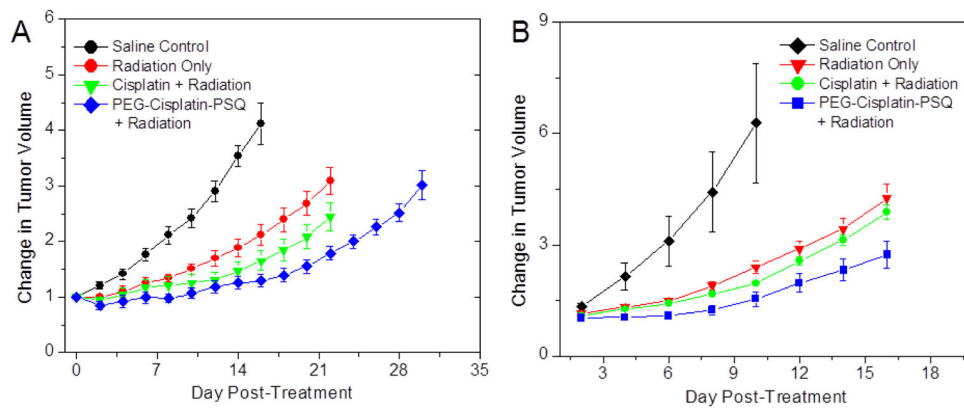 A
Saline Control
Radiation Only
Cisplatin + Radiation
PEG-Cisplatin-PSQ
+ Radiation
Change in Tumor Volume
6
5
4
3
2
1
0
0
7
14
21
28
35
Day Post-Treatment
B
Saline Control
Radiation Only
Cisplatin + Radiation
PEG-Cisplatin-PSQ
+ Radiation
Change in Tumor Volume
9
6
3
0
3
6
9
12
15
18
Day Post-Treatment